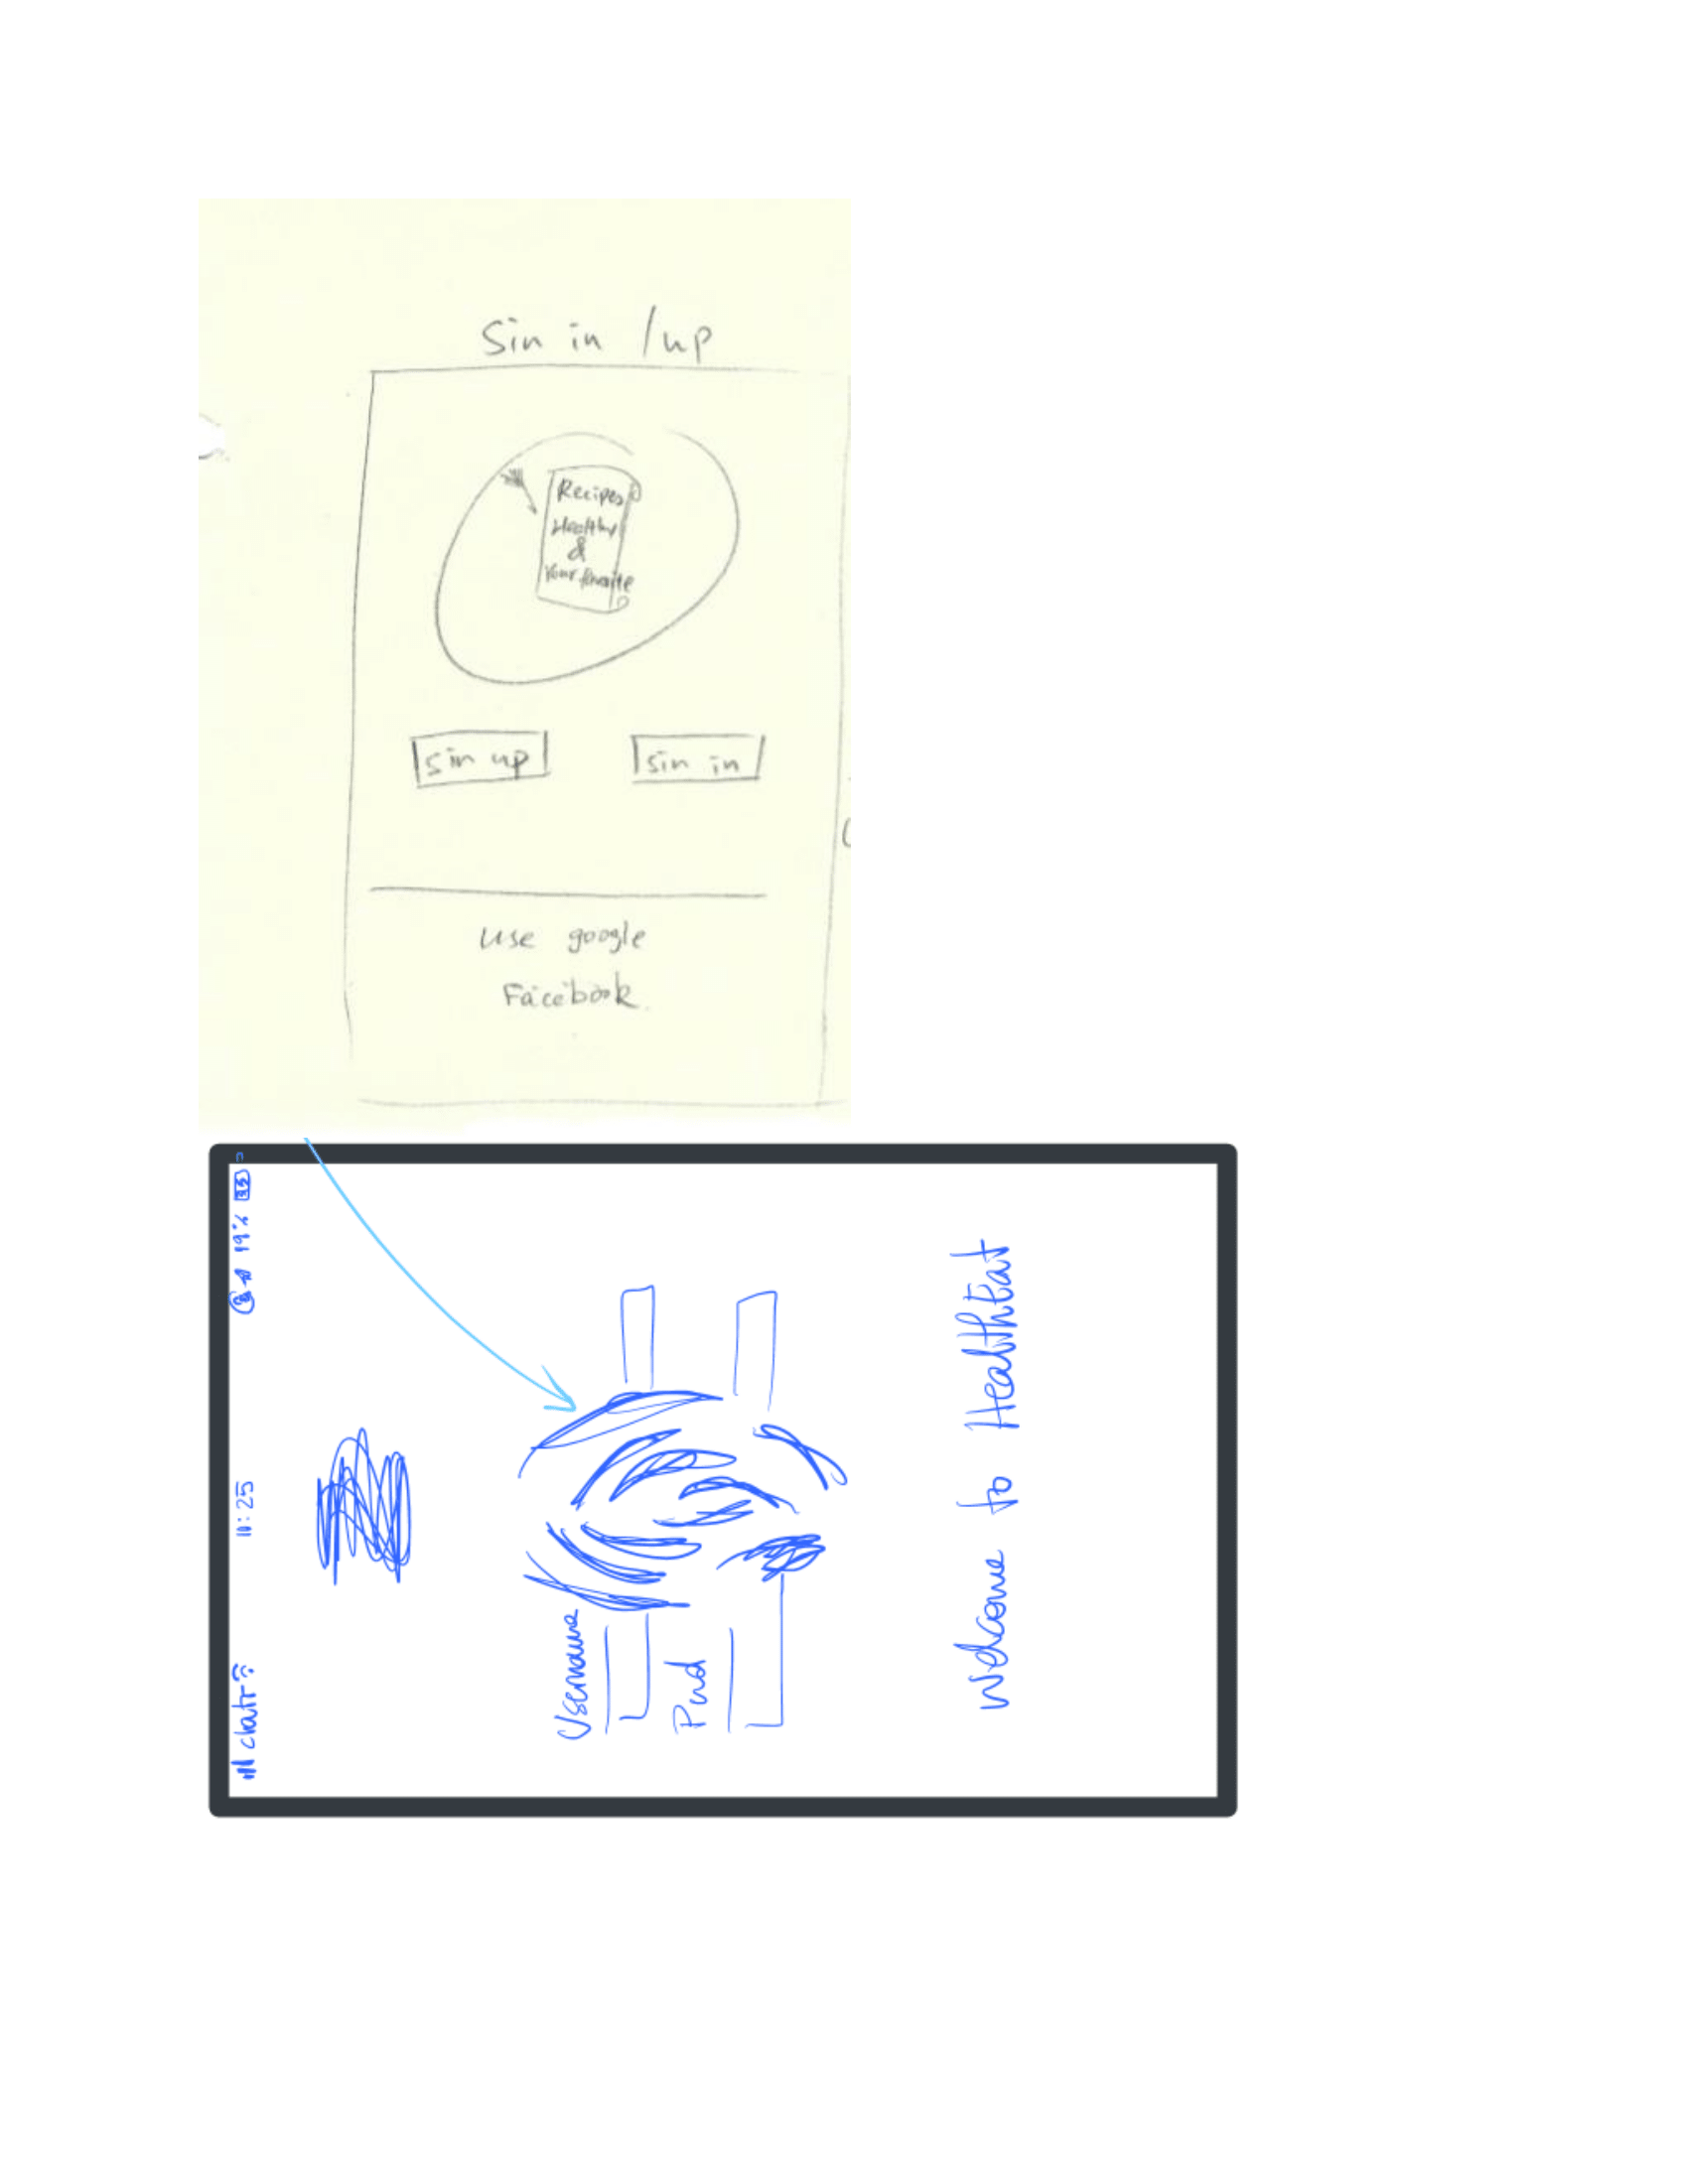 Sin in /up
Recipes
Healthy
&
Your favorite
sin up
sin in
use google
Facebook.
chatr
11:25
19%
Username
Pwd
Welcome to HealthEat